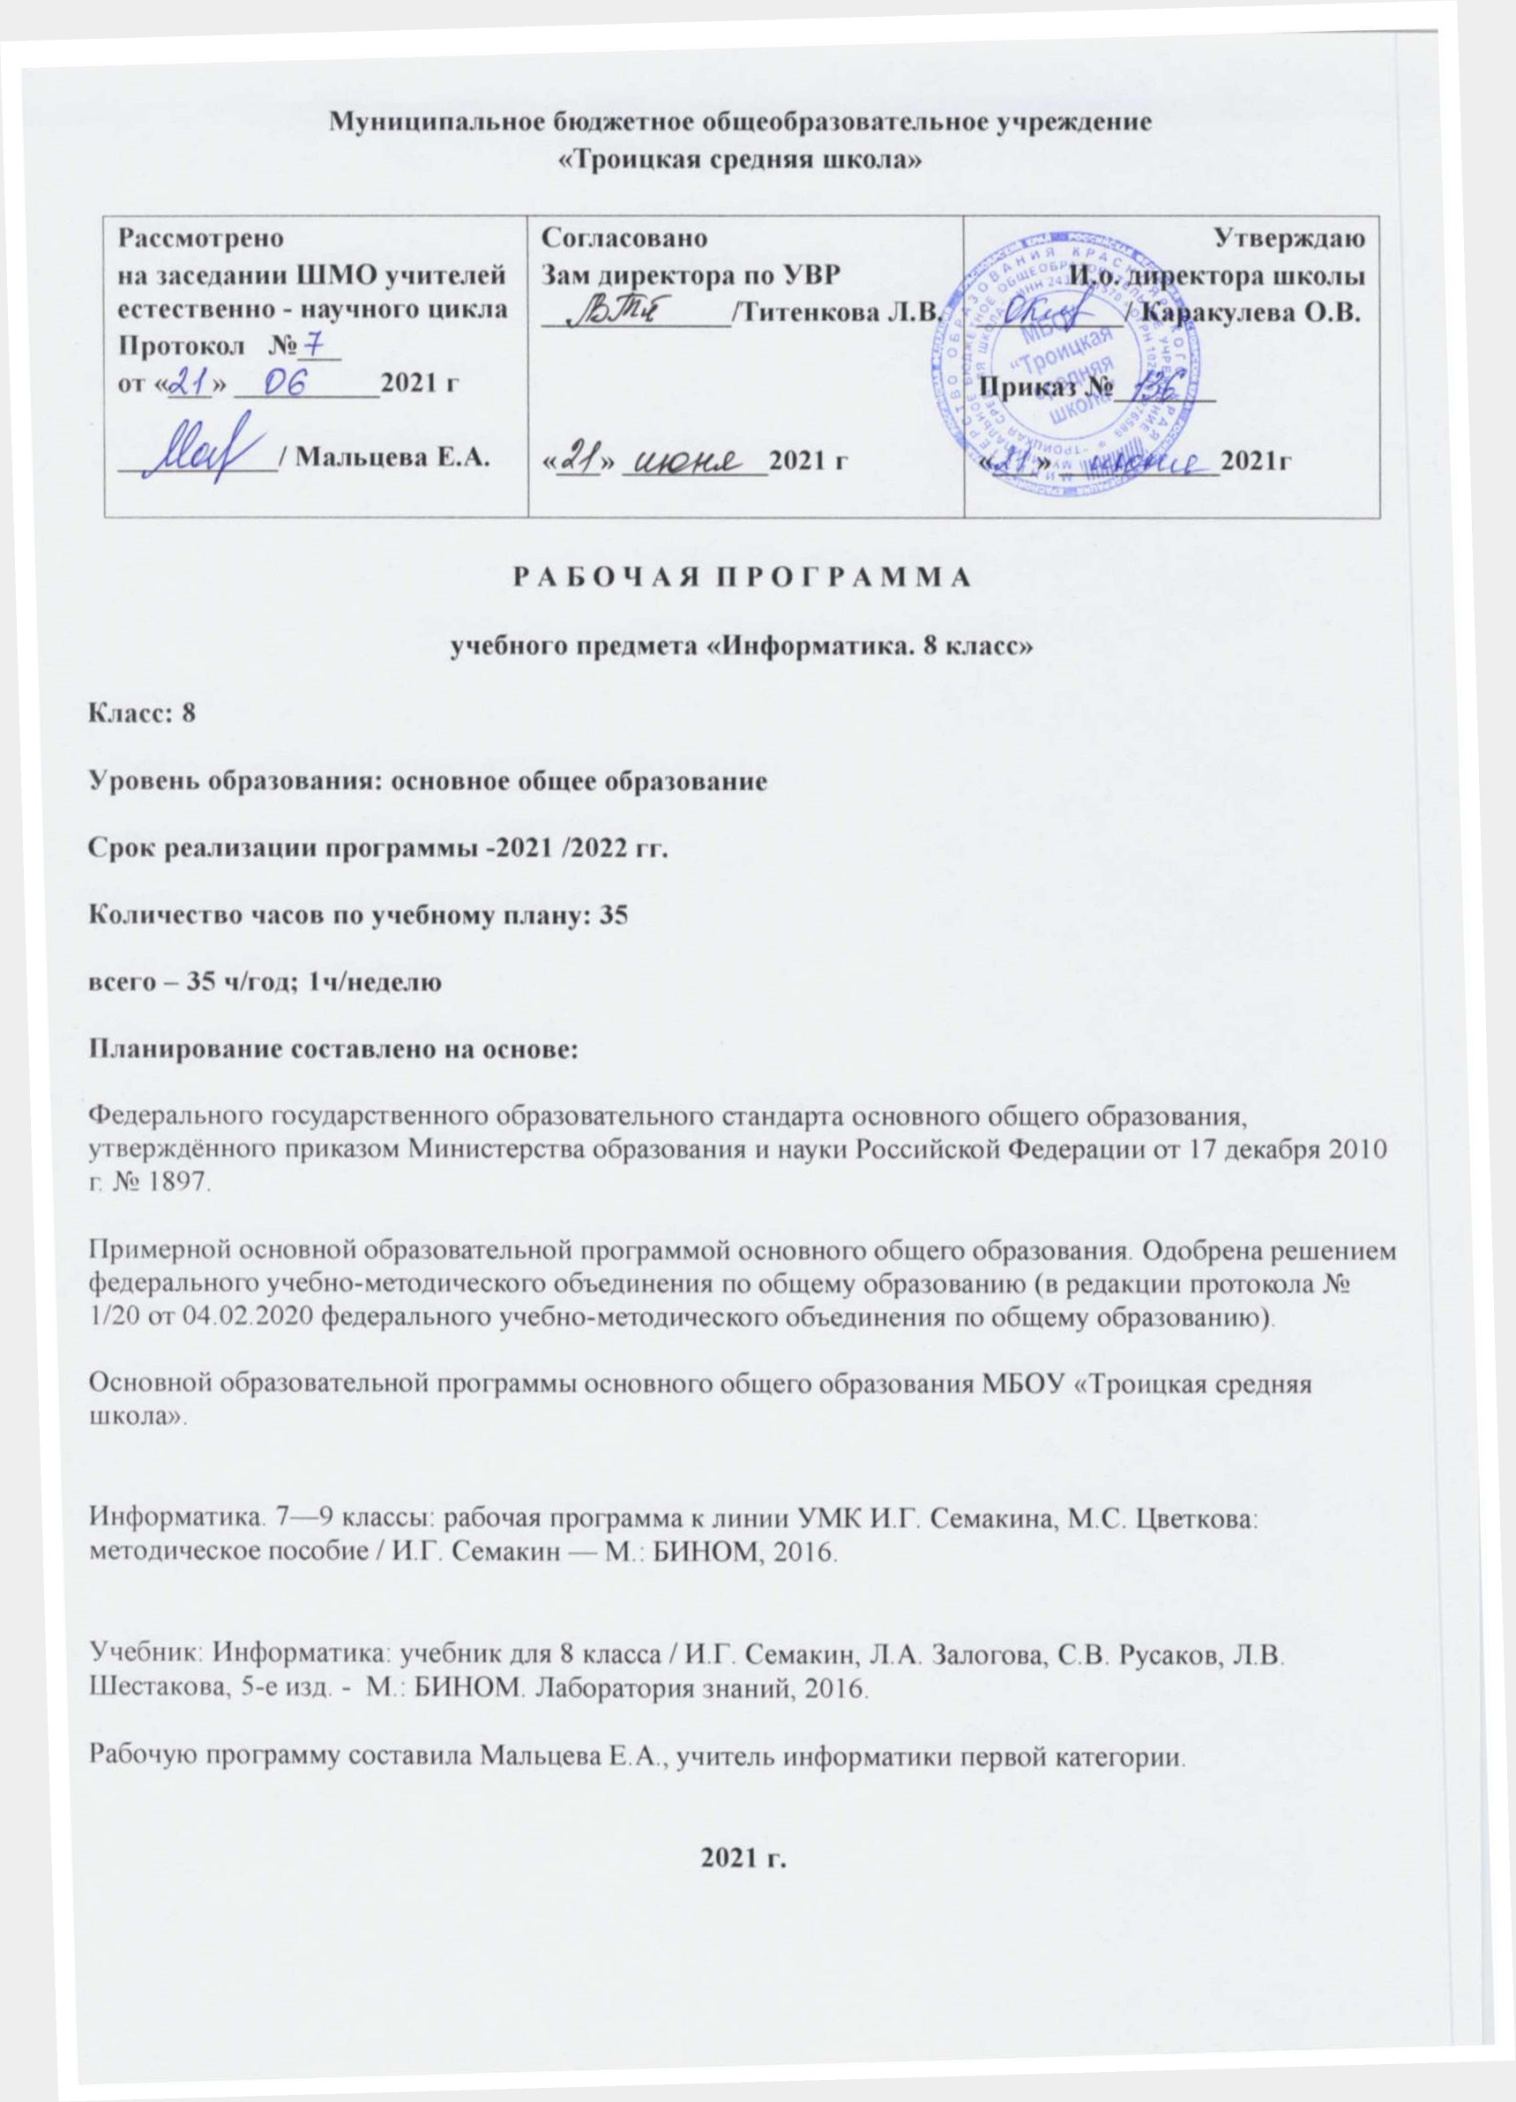 Муниципальное бюджетное общеобразовательное учреждение
«Троицкая средняя школа»
Рассмотрено
на заседании ШМО учителей
естественно - научного цикла
Протокол №7
от «21» 06 2021 г
/ Мальцева Е.А.
Согласовано
Зам директора по УВР
/Титенкова Л.В.
«21» июня 2021 г
Утверждаю
И.о. директора школы
/ Каракулева О.В.
Приказ № 136
«21» июня 2021г
МБОУ
"Троицкая
средняя
школа"
Р А Б О Ч А Я П Р О Г Р А М М А
учебного предмета «Информатика. 8 класс»
Класс: 8
Уровень образования: основное общее образование
Срок реализации программы -2021 /2022 гг.
Количество часов по учебному плану: 35
всего – 35 ч/год; 1ч/неделю
Планирование составлено на основе:
Федерального государственного образовательного стандарта основного общего образования,
утверждённого приказом Министерства образования и науки Российской Федерации от 17 декабря 2010
г. № 1897.
Примерной основной образовательной программой основного общего образования. Одобрена решением
федерального учебно-методического объединения по общему образованию (в редакции протокола №
1/20 от 04.02.2020 федерального учебно-методического объединения по общему образованию).
Основной образовательной программы основного общего образования МБОУ «Троицкая средняя
школа».
Информатика. 7—9 классы: рабочая программа к линии УМК И.Г. Семакина, М.С. Цветкова:
методическое пособие / И.Г. Семакин — М.: БИНОМ, 2016.
Учебник: Информатика: учебник для 8 класса / И.Г. Семакин, Л.А. Залогова, С.В. Русаков, Л.В.
Шестакова, 5-е изд. - М.: БИНОМ. Лаборатория знаний, 2016.
Рабочую программу составила Мальцева Е.А., учитель информатики первой категории.
2021 г.